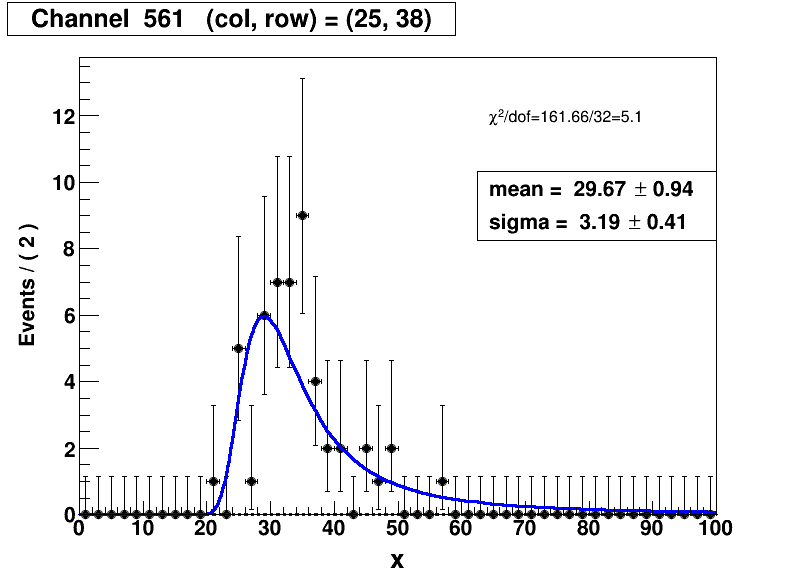 Channel  561   (col, row) = (25, 38)
χ²/dof=161.66/32=5.1
mean =  29.67 ± 0.94
sigma =  3.19 ± 0.41
Events / ( 2 )
12
10
8
6
4
2
0
0 10 20 30 40 50 60 70 80 90 100
x